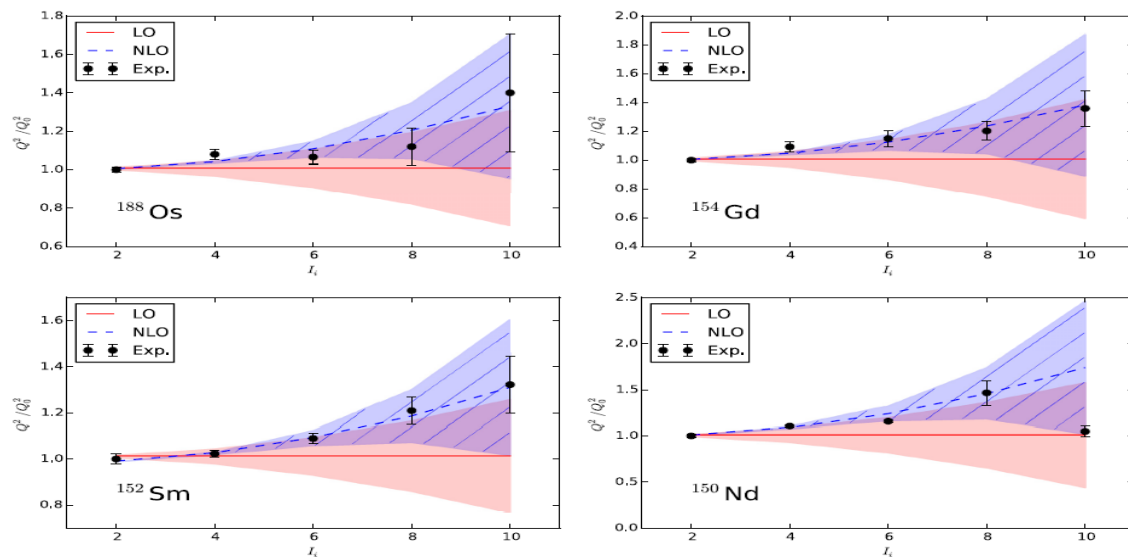 1.8
1.6
1.4
1.2
1.0
0.8
0.6
Q²/Q₀²
LO
NLO
Exp.
¹⁸⁸Os
2 4 6 8 10
Iᵢ
2.0
1.8
1.6
1.4
1.2
1.0
0.8
0.6
0.4
Q²/Q₀²
LO
NLO
Exp.
¹⁵⁴Gd
2 4 6 8 10
Iᵢ
1.6
1.4
1.2
1.0
0.8
Q²/Q₀²
LO
NLO
Exp.
¹⁵²Sm
2 4 6 8 10
Iᵢ
2.5
2.0
1.5
1.0
0.5
0.0
Q²/Q₀²
LO
NLO
Exp.
¹⁵⁰Nd
2 4 6 8 10
Iᵢ